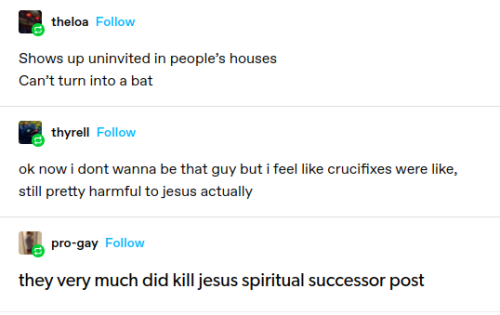 theloa Follow
Shows up uninvited in people's houses
Can't turn into a bat
thyrell Follow
ok now i dont wanna be that guy but i feel like crucifixes were like,
still pretty harmful to jesus actually
pro-gay Follow
they very much did kill jesus spiritual successor post